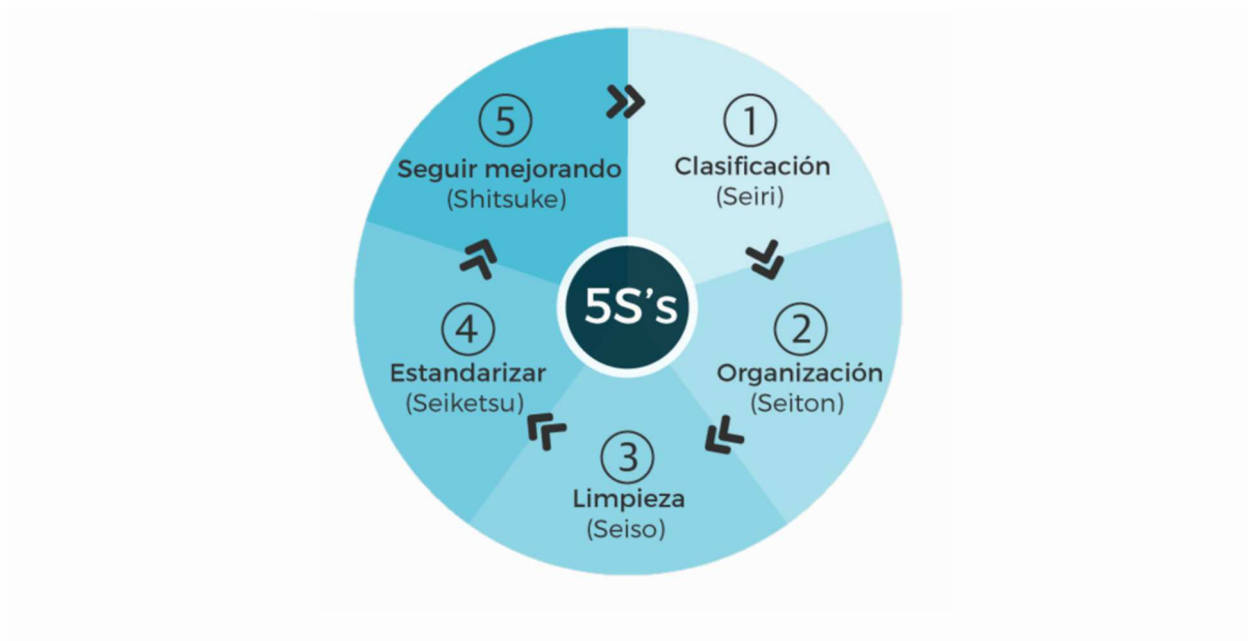 1
Clasificación
(Seiri)
2
Organización
(Seiton)
3
Limpieza
(Seiso)
4
Estandarizar
(Seiketsu)
5
Seguir mejorando
(Shitsuke)
5S's